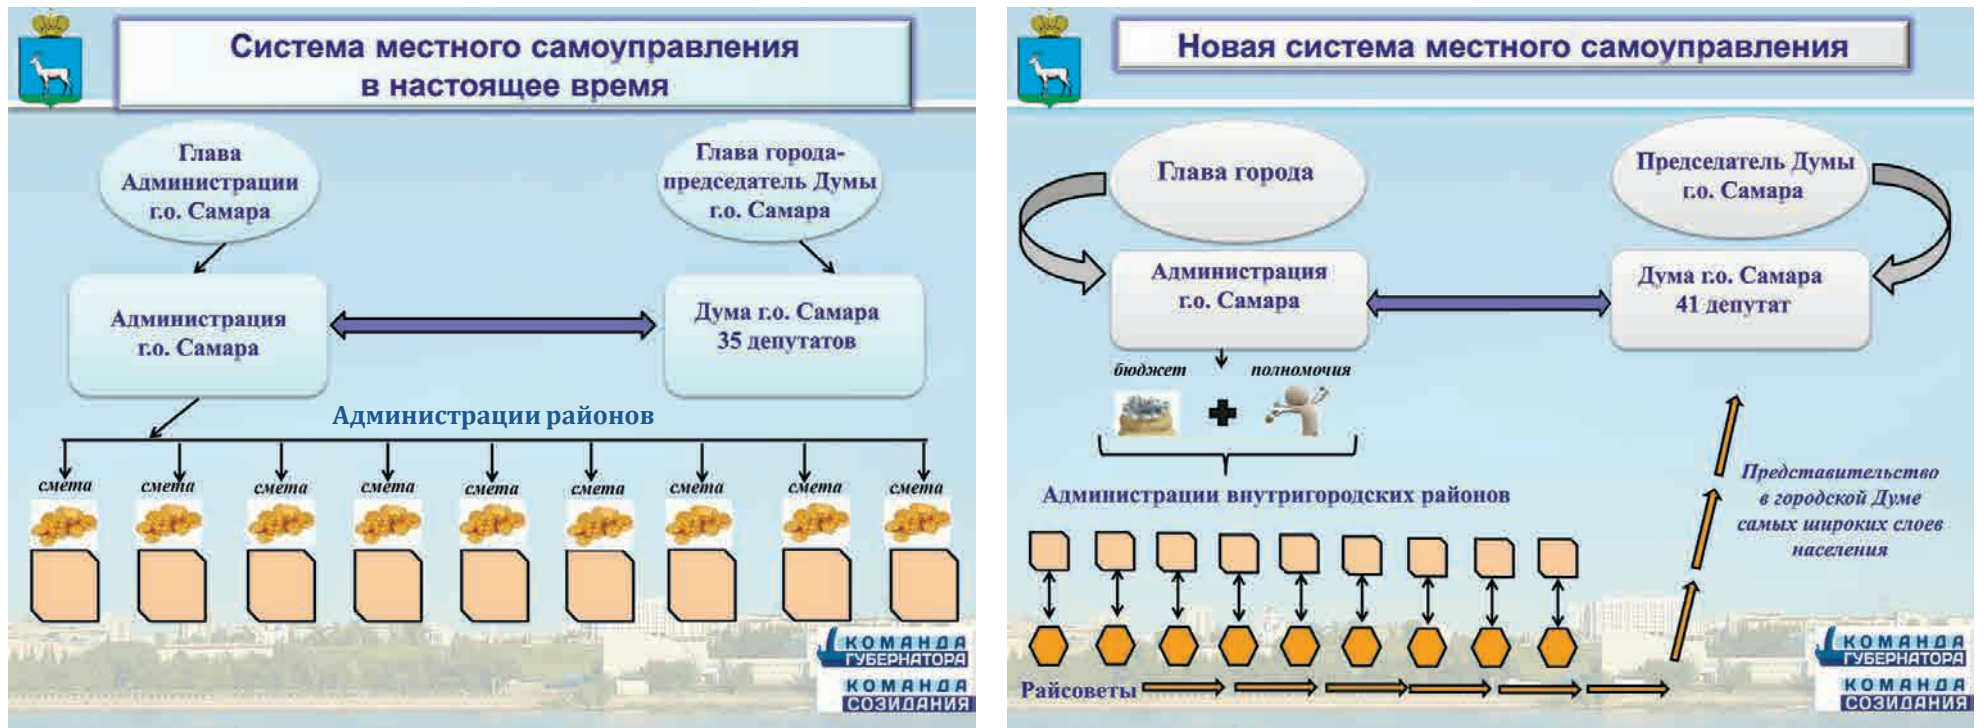 Система местного самоуправления
в настоящее время
Глава
Администрации
г.о. Самара
Глава города-
председатель Думы
г.о. Самара
Администрация
г.о. Самара
Дума г.о. Самара
35 депутатов
Администрации районов
смета
смета
смета
смета
смета
смета
смета
смета
смета
КОМАНДА
ГУБЕРНАТОРА
КОМАНДА
СОЗИДАНИЯ
Новая система местного самоуправления
Глава города
Председатель Думы
г.о. Самара
Администрация
г.о. Самара
Дума г.о. Самара
41 депутат
бюджет
полномочия
Администрации внутригородских районов
Представительство
в городской Думе
самых широких слоев
населения
Райсоветы
КОМАНДА
ГУБЕРНАТОРА
КОМАНДА
СОЗИДАНИЯ